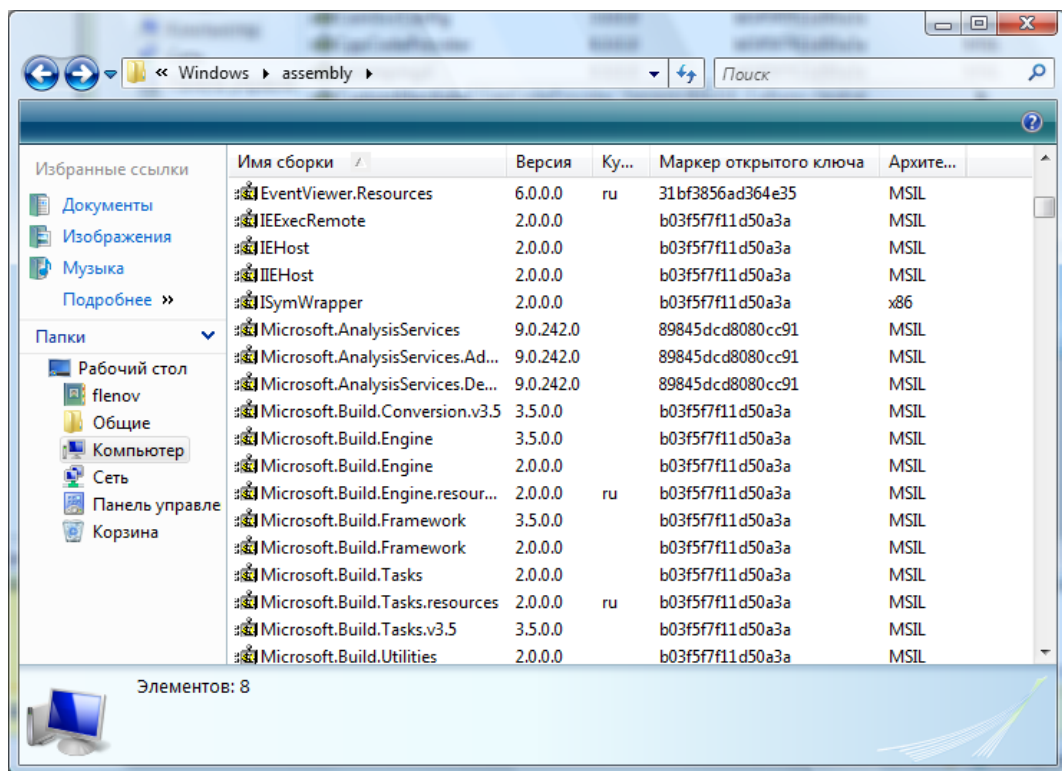 « Windows ▸ assembly ▸ Поиск
Избранные ссылки
Документы
Изображения
Музыка
Подробнее »
Папки
Рабочий стол
flenov
Общие
Компьютер
Сеть
Панель управле
Корзина
Имя сборки Версия Ку... Маркер открытого ключа Архите...
EventViewer.Resources 6.0.0.0 ru 31bf3856ad364e35 MSIL
IEExecRemote 2.0.0.0 b03f5f7f11d50a3a MSIL
IEHost 2.0.0.0 b03f5f7f11d50a3a MSIL
IIEHost 2.0.0.0 b03f5f7f11d50a3a MSIL
ISymWrapper 2.0.0.0 b03f5f7f11d50a3a x86
Microsoft.AnalysisServices 9.0.242.0 89845dcd8080cc91 MSIL
Microsoft.AnalysisServices.Ad... 9.0.242.0 89845dcd8080cc91 MSIL
Microsoft.AnalysisServices.De... 9.0.242.0 89845dcd8080cc91 MSIL
Microsoft.Build.Conversion.v3.5 3.5.0.0 b03f5f7f11d50a3a MSIL
Microsoft.Build.Engine 3.5.0.0 b03f5f7f11d50a3a MSIL
Microsoft.Build.Engine 2.0.0.0 b03f5f7f11d50a3a MSIL
Microsoft.Build.Engine.resour... 2.0.0.0 ru b03f5f7f11d50a3a MSIL
Microsoft.Build.Framework 3.5.0.0 b03f5f7f11d50a3a MSIL
Microsoft.Build.Framework 2.0.0.0 b03f5f7f11d50a3a MSIL
Microsoft.Build.Tasks 2.0.0.0 b03f5f7f11d50a3a MSIL
Microsoft.Build.Tasks.resources 2.0.0.0 ru b03f5f7f11d50a3a MSIL
Microsoft.Build.Tasks.v3.5 3.5.0.0 b03f5f7f11d50a3a MSIL
Microsoft.Build.Utilities 2.0.0.0 b03f5f7f11d50a3a MSIL
Элементов: 8